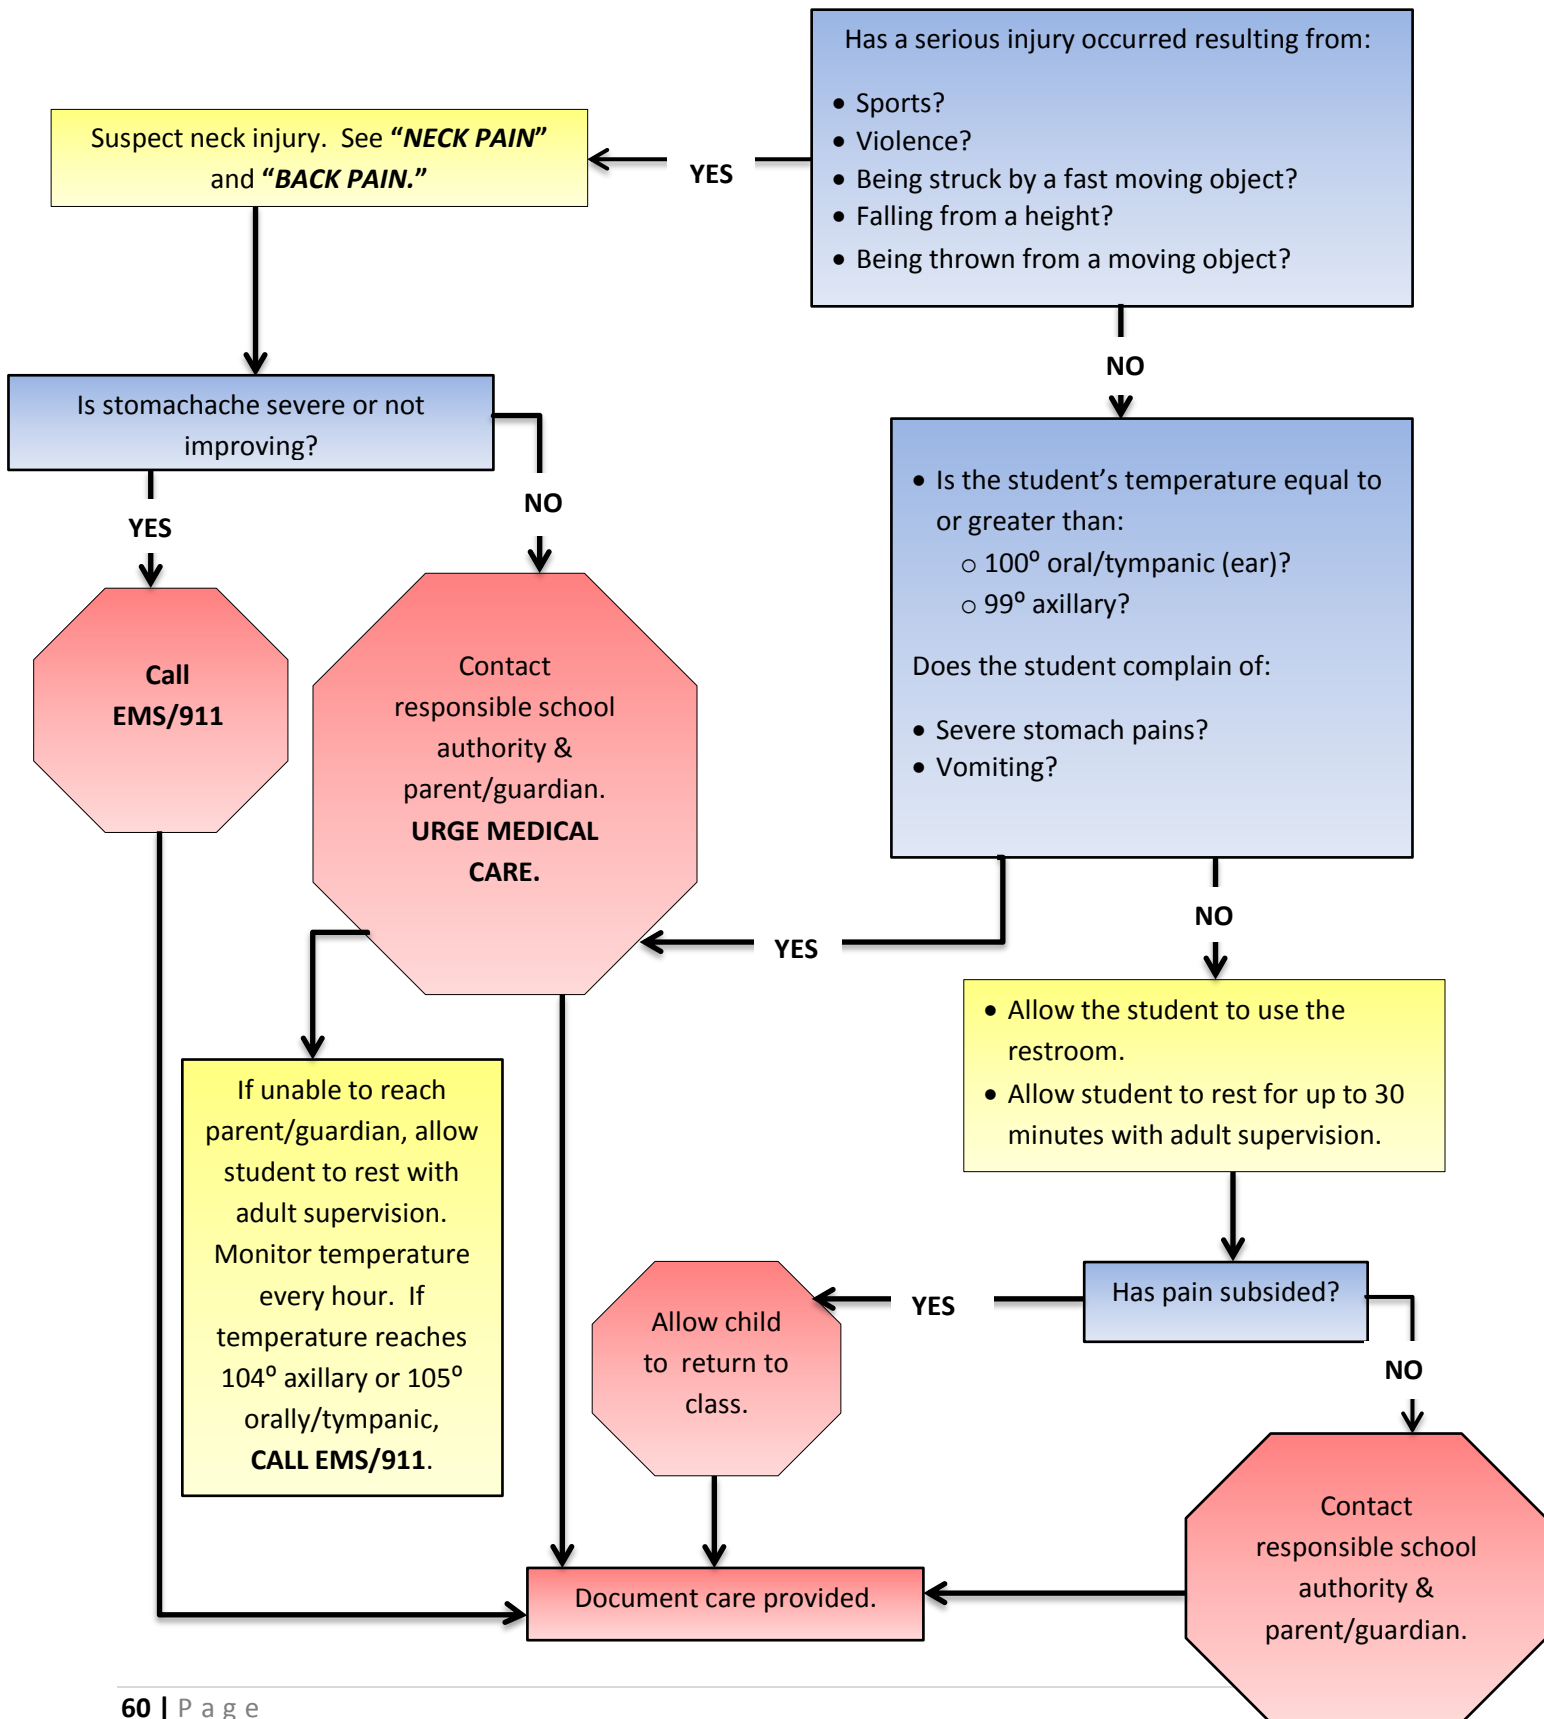 Has a serious injury occurred resulting from:
• Sports?
• Violence?
• Being struck by a fast moving object?
• Falling from a height?
• Being thrown from a moving object?
YES
Suspect neck injury.  See “NECK PAIN”
and “BACK PAIN.”
NO
Is stomachache severe or not
improving?
YES
NO
Call
EMS/911
Contact
responsible school
authority &
parent/guardian.
URGE MEDICAL
CARE.
• Is the student’s temperature equal to
or greater than:
o 100⁰ oral/tympanic (ear)?
o 99⁰ axillary?
Does the student complain of:
• Severe stomach pains?
• Vomiting?
YES
NO
If unable to reach
parent/guardian, allow
student to rest with
adult supervision.
Monitor temperature
every hour.  If
temperature reaches
104⁰ axillary or 105⁰
orally/tympanic,
CALL EMS/911.
• Allow the student to use the
restroom.
• Allow student to rest for up to 30
minutes with adult supervision.
Has pain subsided?
YES
NO
Allow child
to  return to
class.
Contact
responsible school
authority &
parent/guardian.
Document care provided.
60 | Page